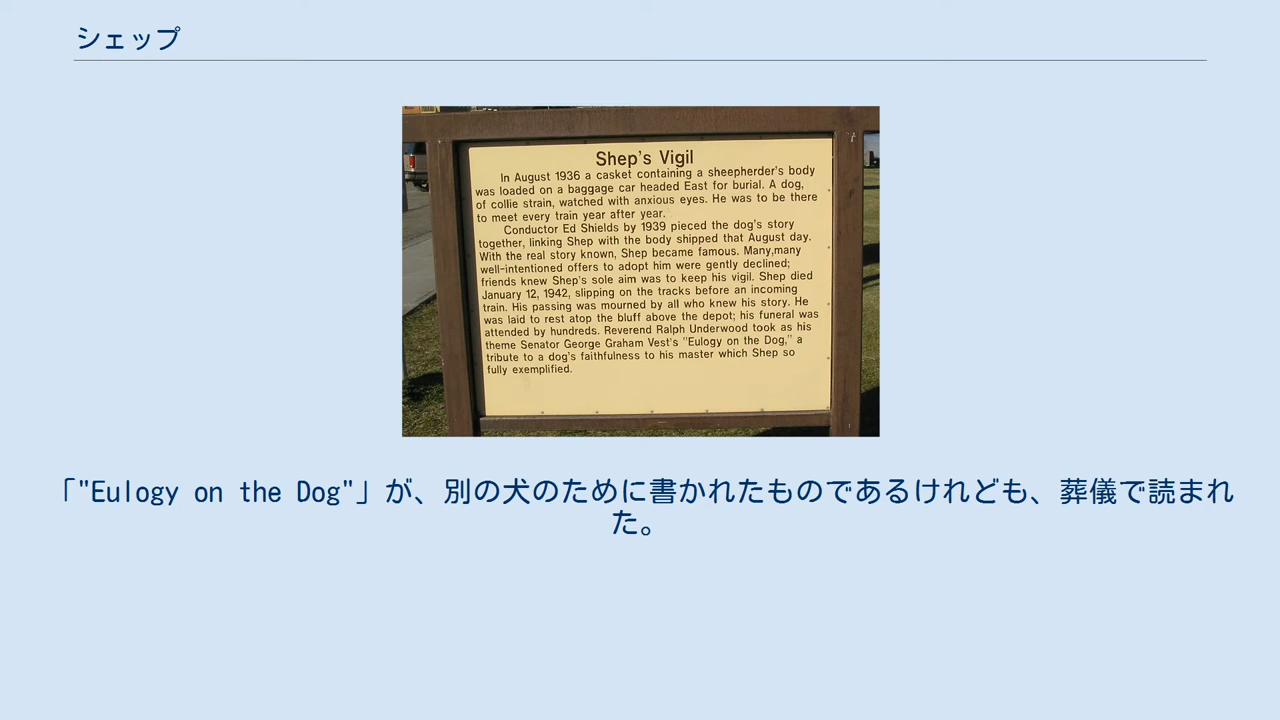 シェップ
Shep's Vigil
In August 1936 a casket containing a sheepherder's body
was loaded on a baggage car headed East for burial. A dog,
of collie strain, watched with anxious eyes. He was to be there
to meet every train year after year.
Conductor Ed Shields by 1939 pieced the dog's story
together, linking Shep with the body shipped that August day.
With the real story known, Shep became famous. Many,many
well-intentioned offers to adopt him were gently declined;
friends knew Shep's sole aim was to keep his vigil. Shep died
January 12, 1942, slipping on the tracks before an incoming
train. His passing was mourned by all who knew his story. He
was laid to rest atop the bluff above the depot; his funeral was
attended by hundreds. Reverend Ralph Underwood took as his
theme Senator George Graham Vest's "Eulogy on the Dog," a
tribute to a dog's faithfulness to his master which Shep so
fully exemplified.
「"Eulogy on the Dog"」が、別の犬のために書かれたものであるけれども、葬儀で読まれ
た。